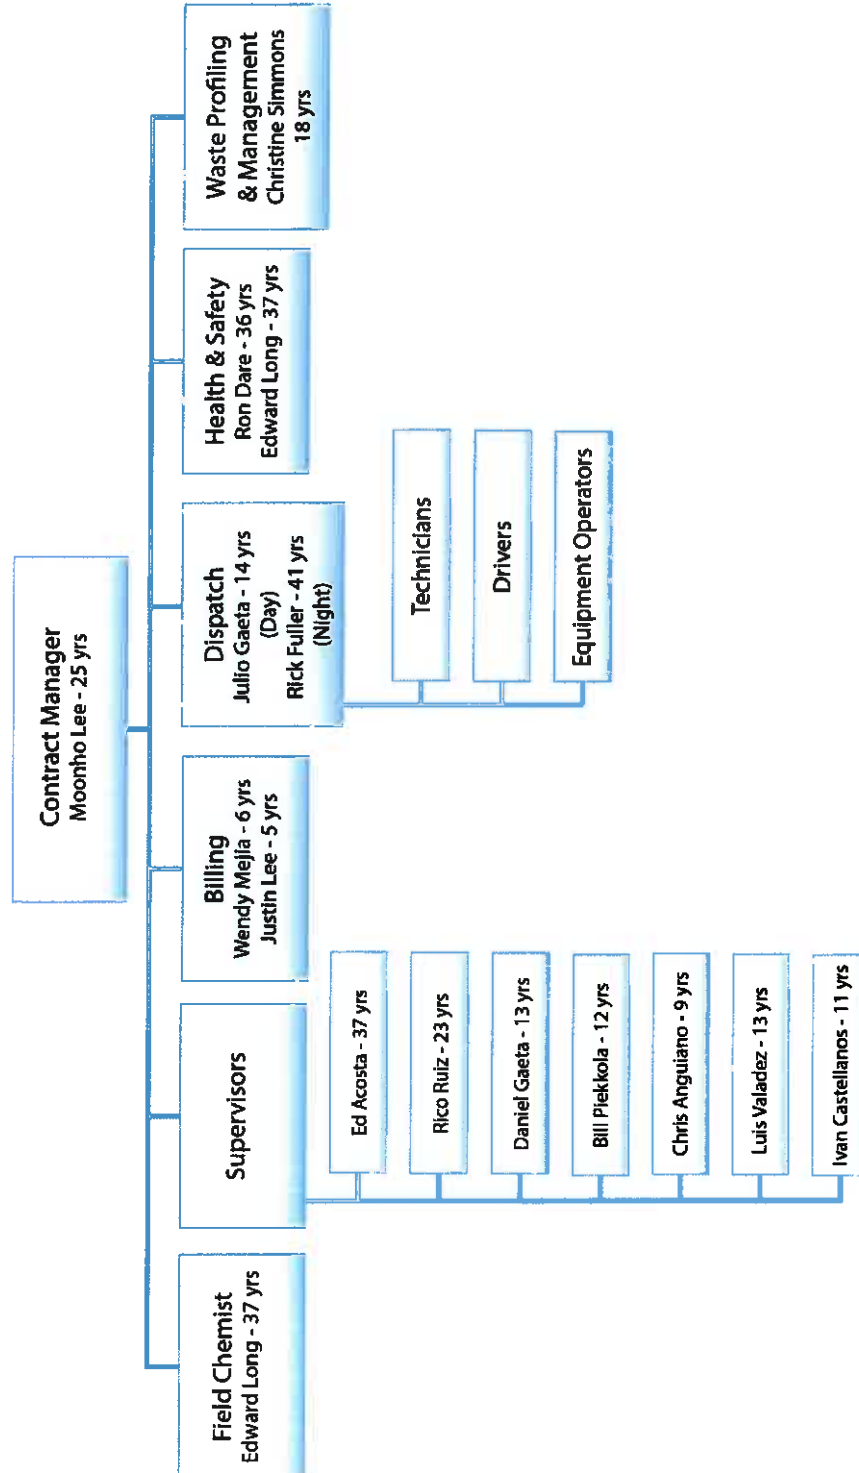 Contract Manager
Moonho Lee - 25 yrs
Field Chemist
Edward Long - 37 yrs
Supervisors
Ed Acosta - 37 yrs
Rico Ruiz - 23 yrs
Daniel Gaeta - 13 yrs
Bill Piekkola - 12 yrs
Chris Anguiano - 9 yrs
Luis Valadez - 13 yrs
Ivan Castellanos - 11 yrs
Billing
Wendy Mejia - 6 yrs
Justin Lee - 5 yrs
Dispatch
Julio Gaeta - 14 yrs
(Day)
Rick Fuller - 41 yrs
(Night)
Technicians
Drivers
Equipment Operators
Health & Safety
Ron Dare - 36 yrs
Edward Long - 37 yrs
Waste Profiling
& Management
Christine Simmons
18 yrs